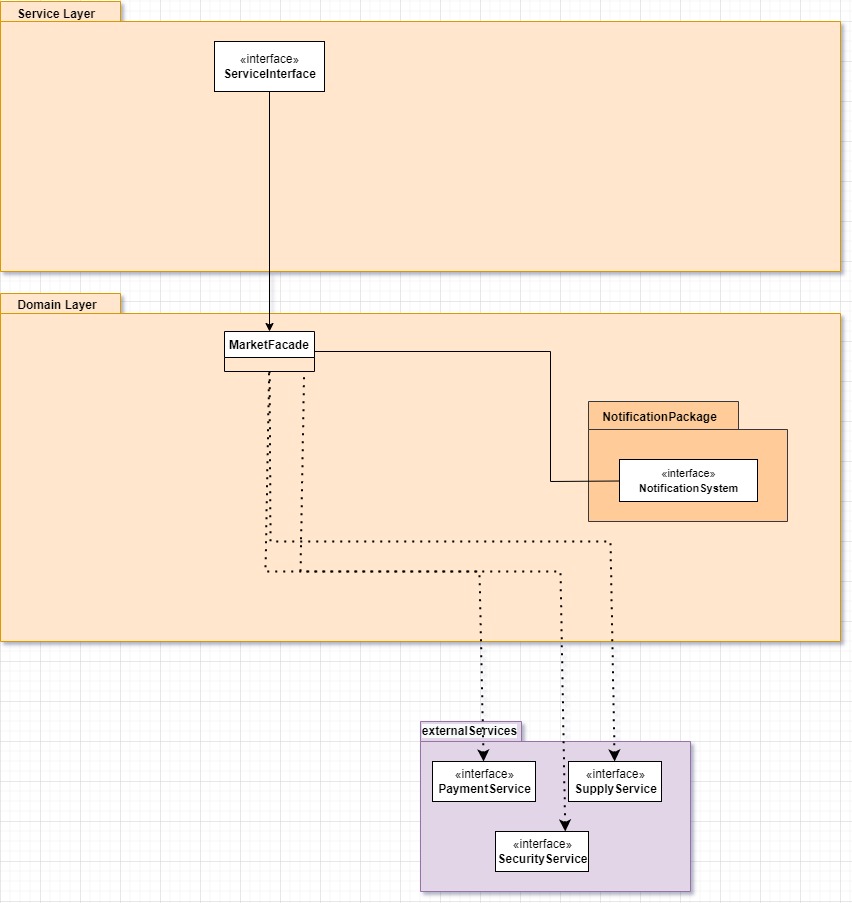 Service Layer
«interface»
ServiceInterface
Domain Layer
MarketFacade
NotificationPackage
«interface»
NotificationSystem
externalServices
«interface»
PaymentService
«interface»
SupplyService
«interface»
SecurityService